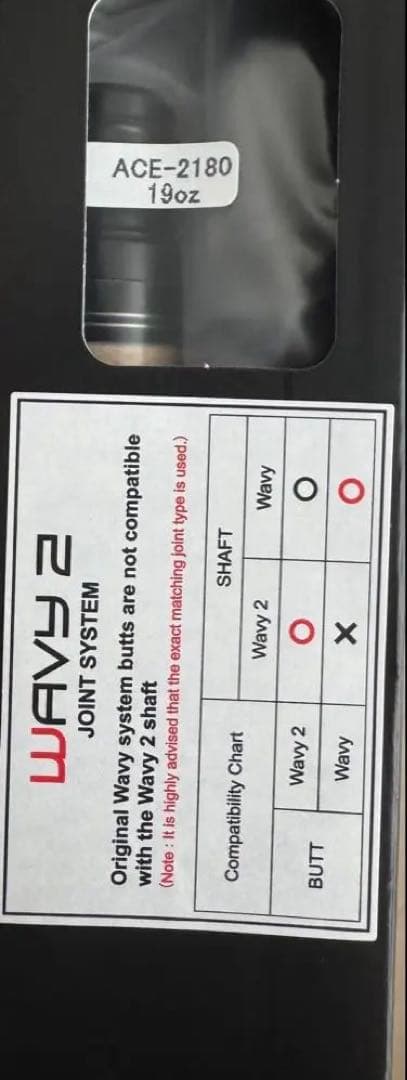 ACE-2180
19oz
WAVY 2
JOINT SYSTEM
Original Wavy system butts are not compatible
with the Wavy 2 shaft
(Note : It is highly advised that the exact matching joint type is used.)
Compatibility Chart SHAFT
Wavy 2 Wavy
BUTT
Wavy 2 O O
Wavy X O